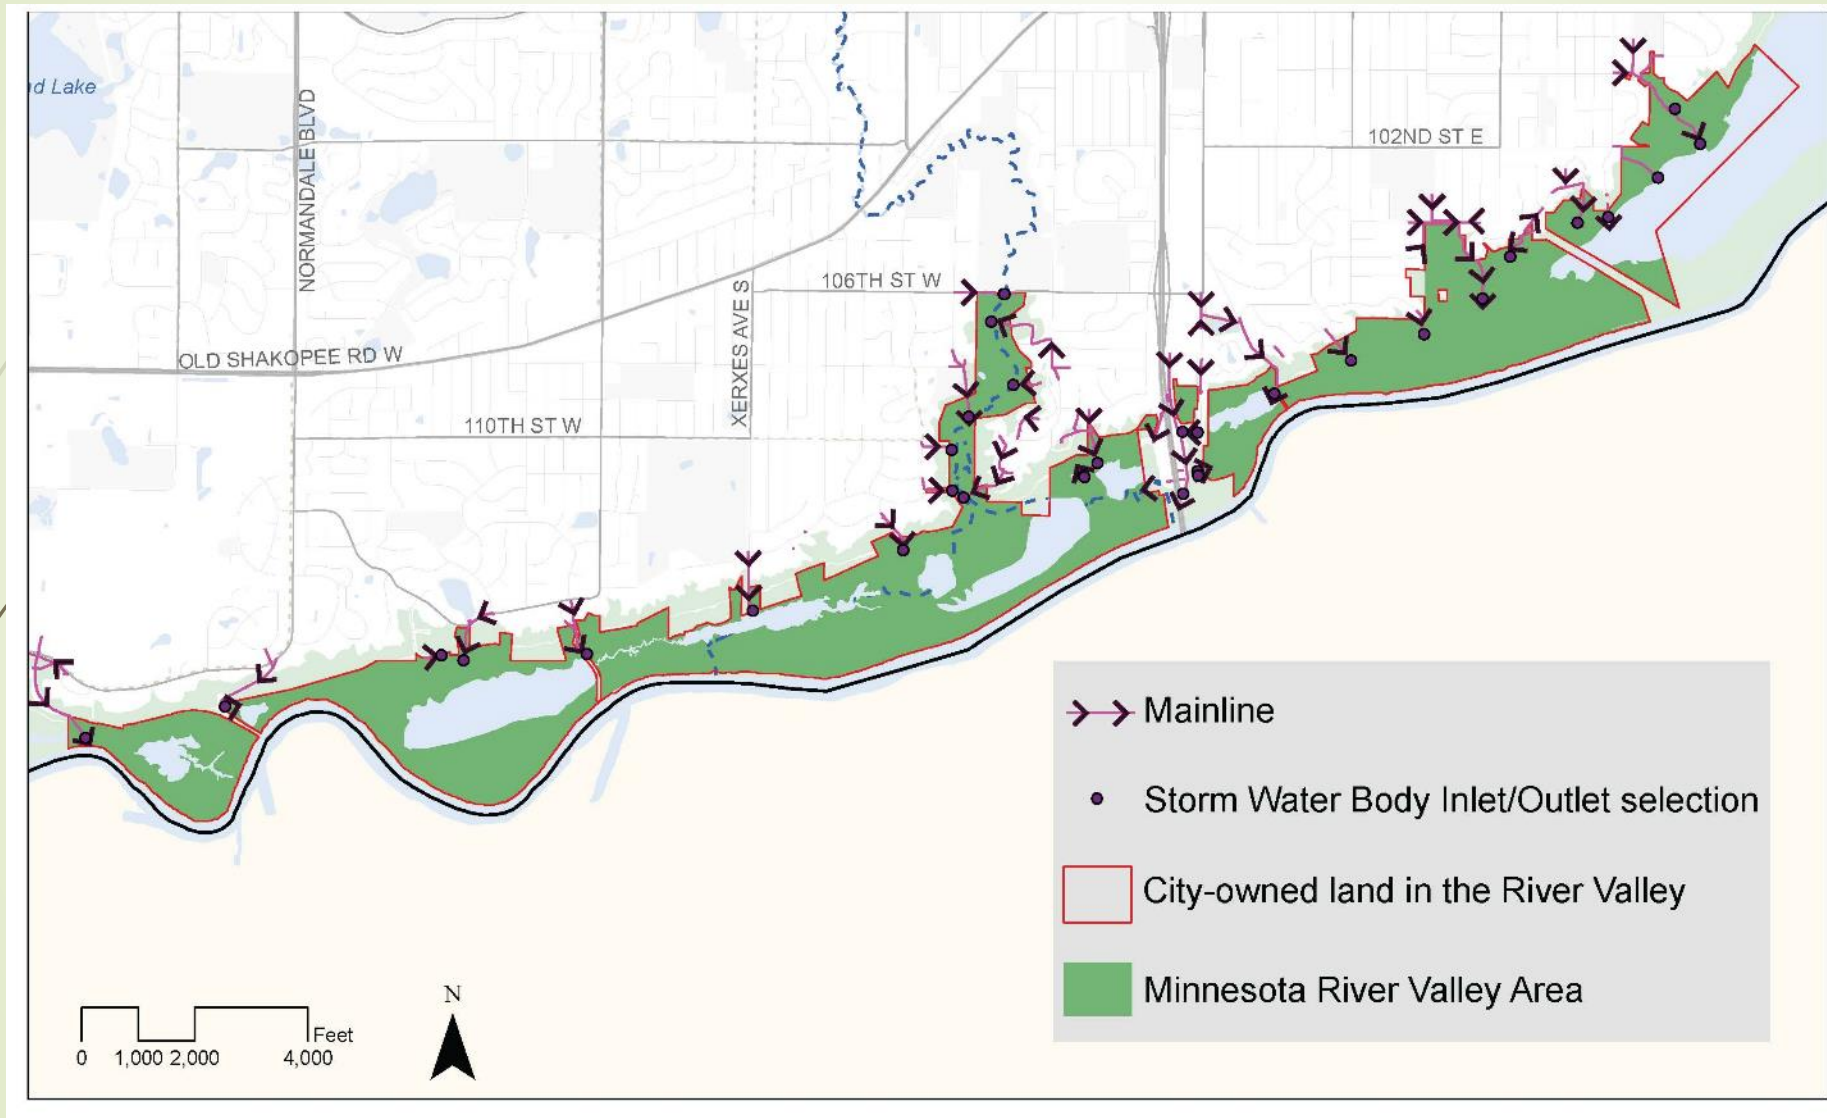 d Lake
NORMANDALE BLVD
102ND ST E
106TH ST W
XERXES AVE S
OLD SHAKOPEE RD W
110TH ST W
Mainline
Storm Water Body Inlet/Outlet selection
City-owned land in the River Valley
Minnesota River Valley Area
N
Feet
0 1,000 2,000 4,000